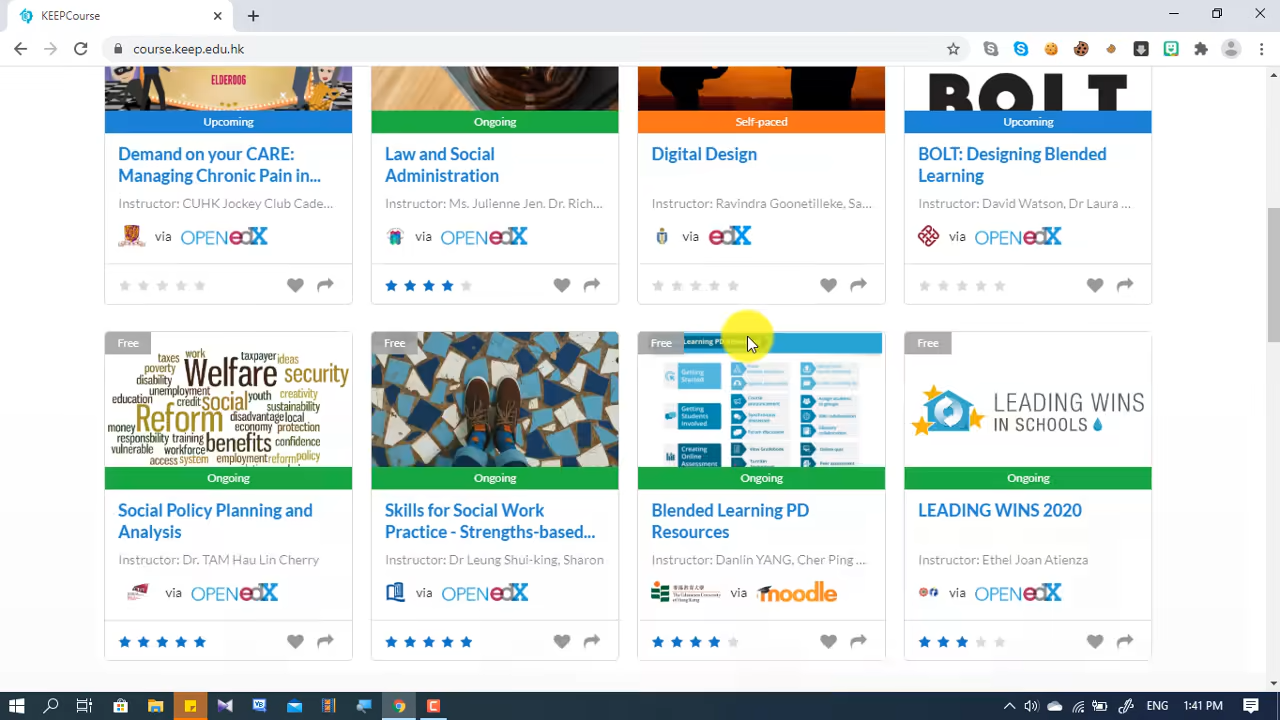 KEEPCourse
course.keep.edu.hk
ELDER006
BOLT
Upcoming
Ongoing
Self-paced
Upcoming
Demand on your CARE:
Managing Chronic Pain in...
Instructor: CUHK Jockey Club Cade...
via OPENedX
Law and Social
Administration
Instructor: Ms. Julienne Jen. Dr. Rich...
via OPENedX
Digital Design
Instructor: Ravindra Goonetilleke, Sa...
via edX
BOLT: Designing Blended
Learning
Instructor: David Watson, Dr Laura ...
via OPENedX
Free
taxes work taxpayer ideas
poverty Welfare security
disability
unemployment
education credit social youth creativity
sustainability
Reform disadvantage local
money economy protection
responsbility training benefits confidence
vulnerable workforce
access system employment reform policy
Ongoing
Social Policy Planning and
Analysis
Instructor: Dr. TAM Hau Lin Cherry
via OPENedX
Free
Ongoing
Skills for Social Work
Practice - Strengths-based...
Instructor: Dr Leung Shui-king, Sharon
via OPENedX
Free
Learning PD
Getting
Started
Getting
Students
Involved
Creating
Online
Assessment
Ongoing
Blended Learning PD
Resources
Instructor: Danlin YANG, Cher Ping ...
via moodle
Free
LEADING WINS
IN SCHOOLS
Ongoing
LEADING WINS 2020
Instructor: Ethel Joan Atienza
via OPENedX
ENG 1:41 PM